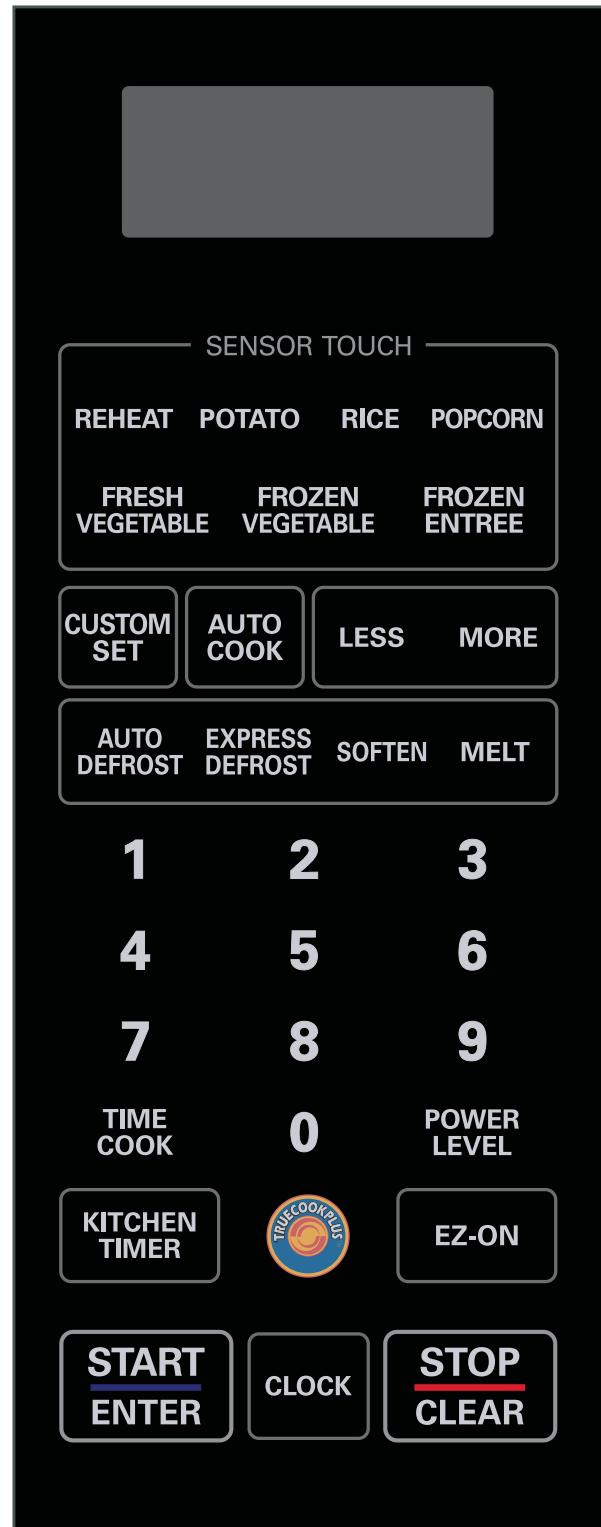 SENSOR TOUCH
REHEAT POTATO RICE POPCORN
FRESH VEGETABLE FROZEN VEGETABLE FROZEN ENTREE
CUSTOM SET AUTO COOK LESS MORE
AUTO DEFROST EXPRESS DEFROST SOFTEN MELT
1 2 3
4 5 6
7 8 9
TIME COOK 0 POWER LEVEL
KITCHEN TIMER TRUECOOKPLUS EZ-ON
START ENTER CLOCK STOP CLEAR